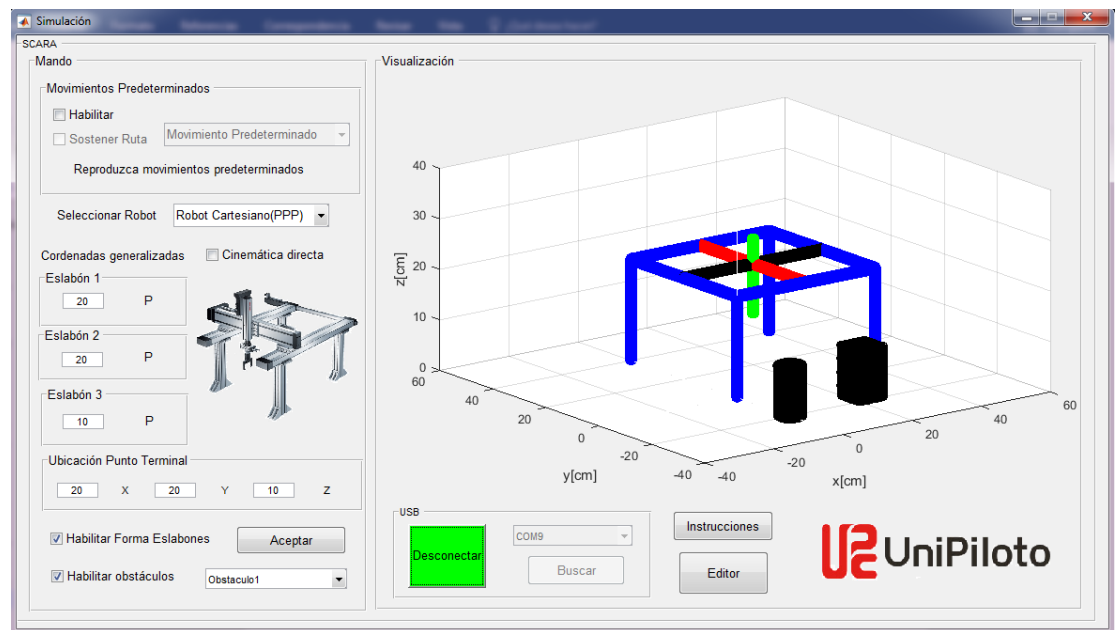 Simulación
SCARA
Mando
Movimientos Predeterminados
Habilitar
Sostener Ruta
Movimiento Predeterminado
Reproduzca movimientos predeterminados
Seleccionar Robot
Robot Cartesiano(PPP)
Cordenadas generalizadas
Cinemática directa
Eslabón 1
20 P
Eslabón 2
20 P
Eslabón 3
10 P
Ubicación Punto Terminal
20 X 20 Y 10 Z
Habilitar Forma Eslabones
Aceptar
Habilitar obstáculos
Obstaculo1
Visualización
40
30
20
10
0
z[cm]
60
40
20
0
-20
-40
y[cm]
-40
-20
0
20
40
60
x[cm]
USB
Desconectar
COM9
Buscar
Instrucciones
Editor
UniPiloto